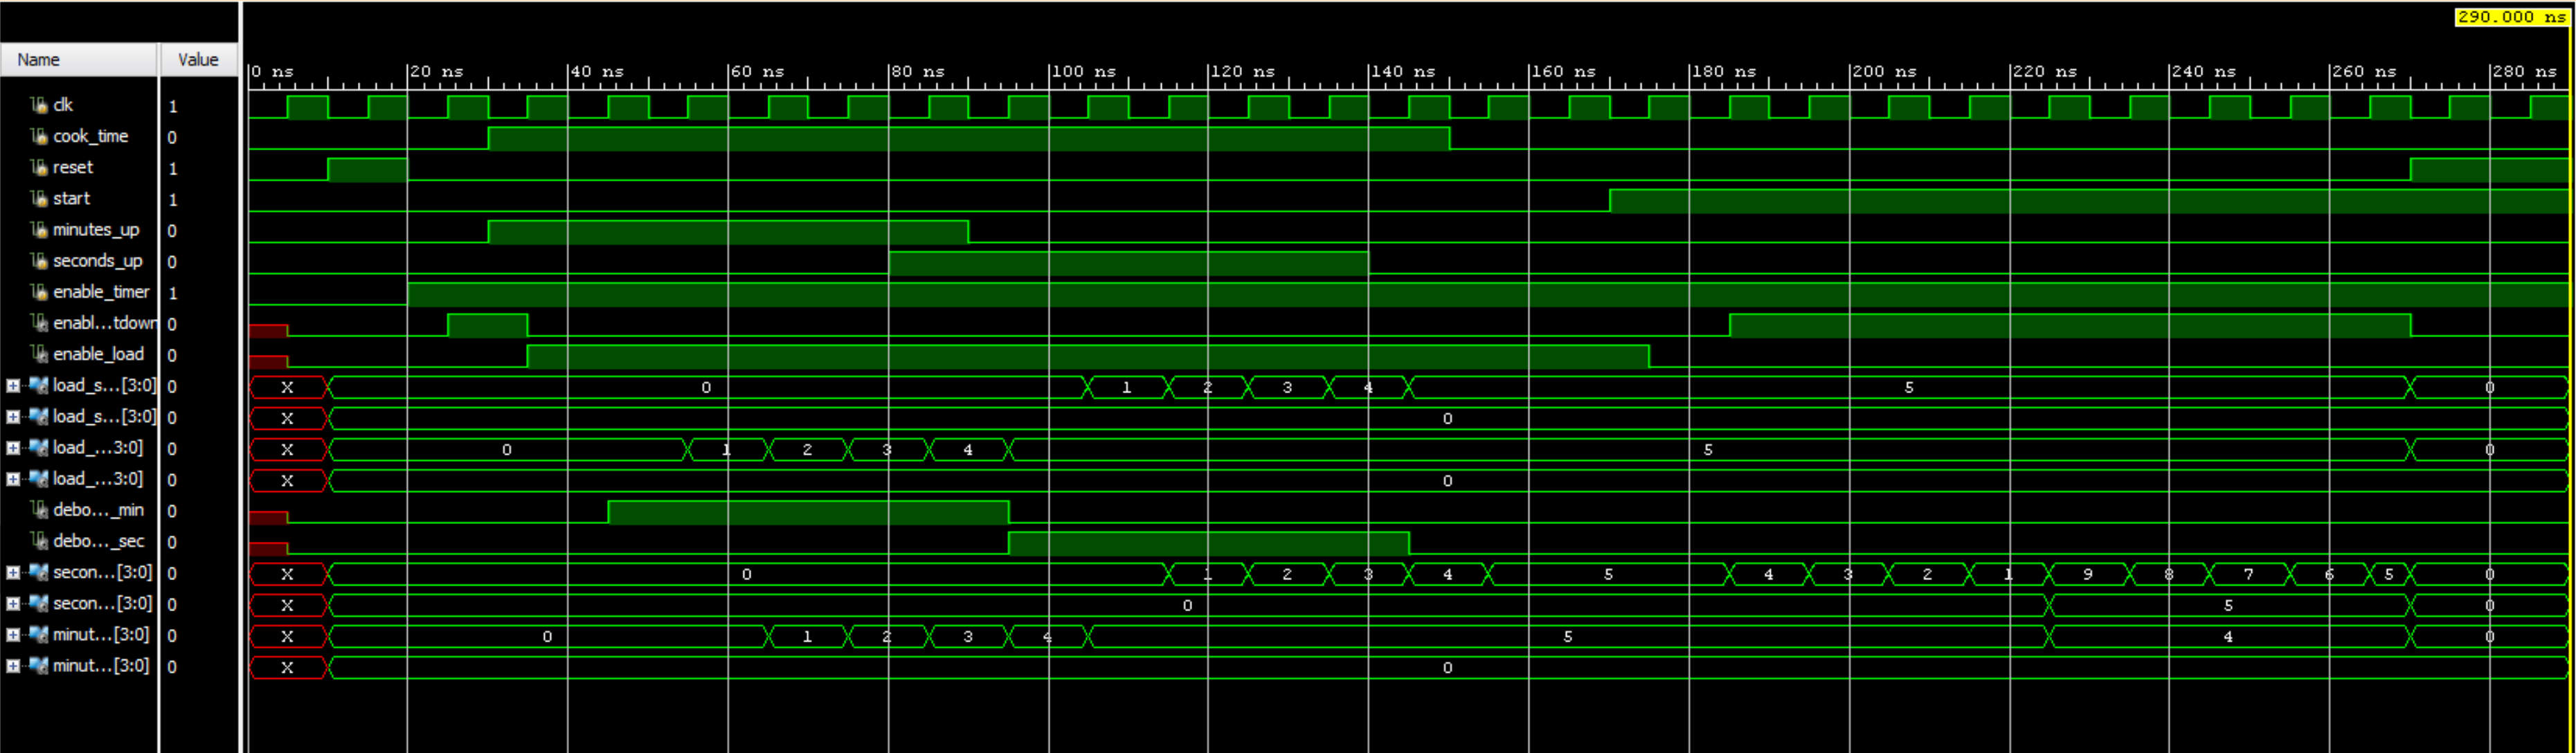 290.000 ns
Name Value
0 ns 20 ns 40 ns 60 ns 80 ns 100 ns 120 ns 140 ns 160 ns 180 ns 200 ns 220 ns 240 ns 260 ns 280 ns
clk 1
cook_time 0
reset 1
start 1
minutes_up 0
seconds_up 0
enable_timer 1
enabl...tdown 0
enable_load 0
load_s...[3:0] 0 X 0 1 2 3 4 5 0
load_s...[3:0] 0 X 0
load_...3:0] 0 X 0 1 2 3 4 5 0
load_...3:0] 0 X 0
debo..._min 0
debo..._sec 0
secon...[3:0] 0 X 0 1 2 3 4 5 4 3 2 1 9 8 7 6 5 0
secon...[3:0] 0 X 0 5 0
minut...[3:0] 0 X 0 1 2 3 4 5 4 0
minut...[3:0] 0 X 0